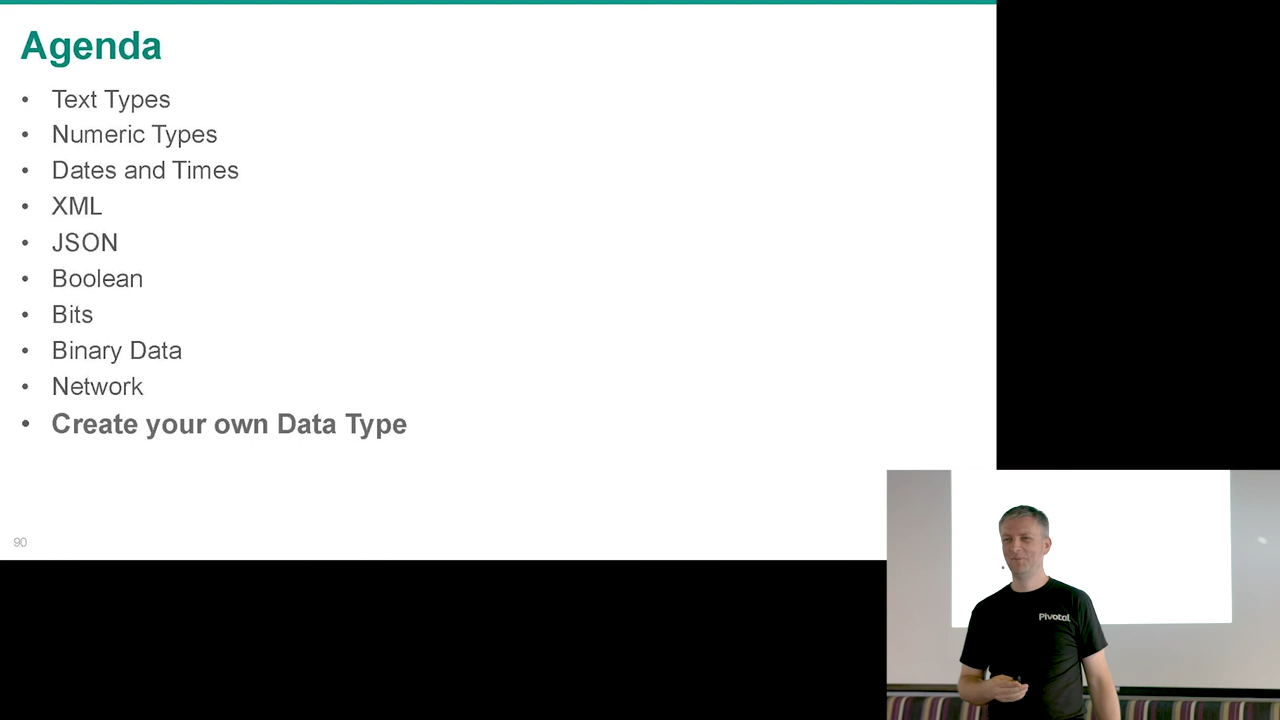 Agenda
• Text Types
• Numeric Types
• Dates and Times
• XML
• JSON
• Boolean
• Bits
• Binary Data
• Network
• Create your own Data Type
90
Pivotal